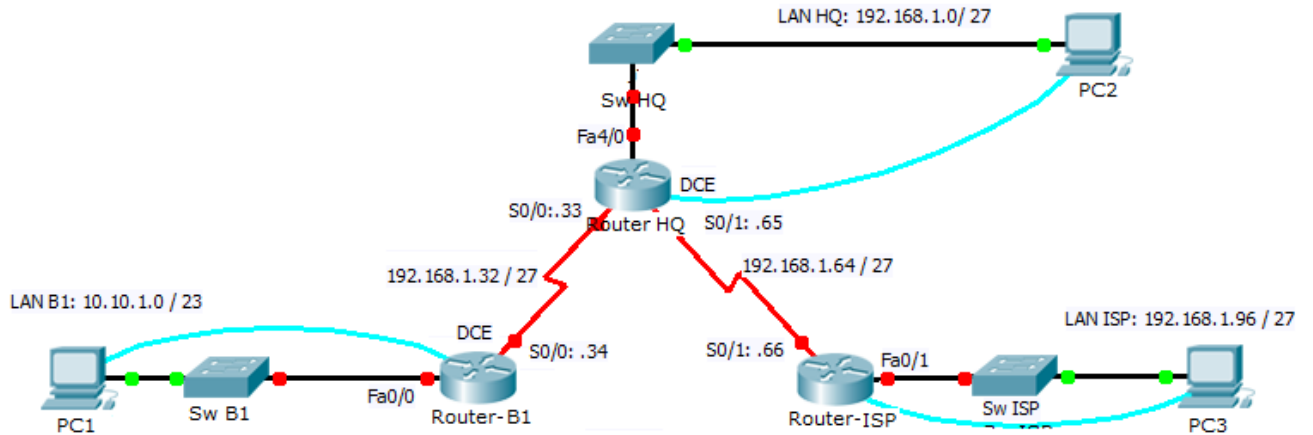 LAN HQ: 192.168.1.0/ 27
PC2
Sw HQ
Fa4/0
DCE
S0/0:.33
Router HQ
S0/1: .65
192.168.1.32 / 27
192.168.1.64 / 27
LAN B1: 10.10.1.0 / 23
LAN ISP: 192.168.1.96 / 27
DCE
S0/0: .34
S0/1: .66
Fa0/1
Fa0/0
PC1
Sw B1
Router-B1
Router-ISP
Sw ISP
PC3